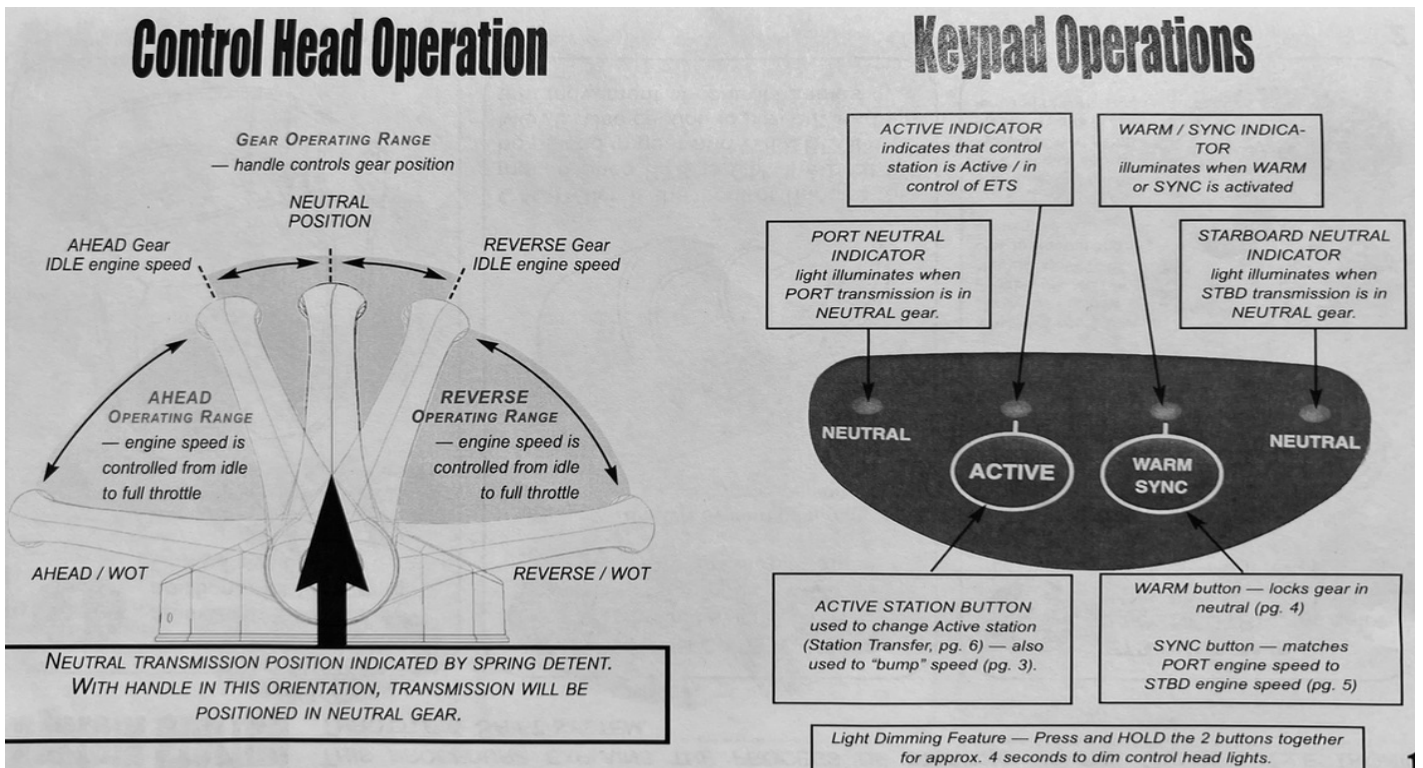 Control Head Operation
GEAR OPERATING RANGE
— handle controls gear position
NEUTRAL
POSITION
AHEAD Gear
IDLE engine speed
REVERSE Gear
IDLE engine speed
AHEAD
OPERATING RANGE
— engine speed is
controlled from idle
to full throttle
REVERSE
OPERATING RANGE
— engine speed is
controlled from idle
to full throttle
AHEAD / WOT
REVERSE / WOT
NEUTRAL TRANSMISSION POSITION INDICATED BY SPRING DETENT.
WITH HANDLE IN THIS ORIENTATION, TRANSMISSION WILL BE
POSITIONED IN NEUTRAL GEAR.
Keypad Operations
ACTIVE INDICATOR
indicates that control
station is Active / in
control of ETS
WARM / SYNC INDICA-
TOR
illuminates when WARM
or SYNC is activated
PORT NEUTRAL
INDICATOR
light illuminates when
PORT transmission is in
NEUTRAL gear.
STARBOARD NEUTRAL
INDICATOR
light illuminates when
STBD transmission is in
NEUTRAL gear.
NEUTRAL
ACTIVE
WARM
SYNC
NEUTRAL
ACTIVE STATION BUTTON
used to change Active station
(Station Transfer, pg. 6) — also
used to “bump” speed (pg. 3).
WARM button — locks gear in
neutral (pg. 4)
SYNC button — matches
PORT engine speed to
STBD engine speed (pg. 5)
Light Dimming Feature — Press and HOLD the 2 buttons together
for approx. 4 seconds to dim control head lights.